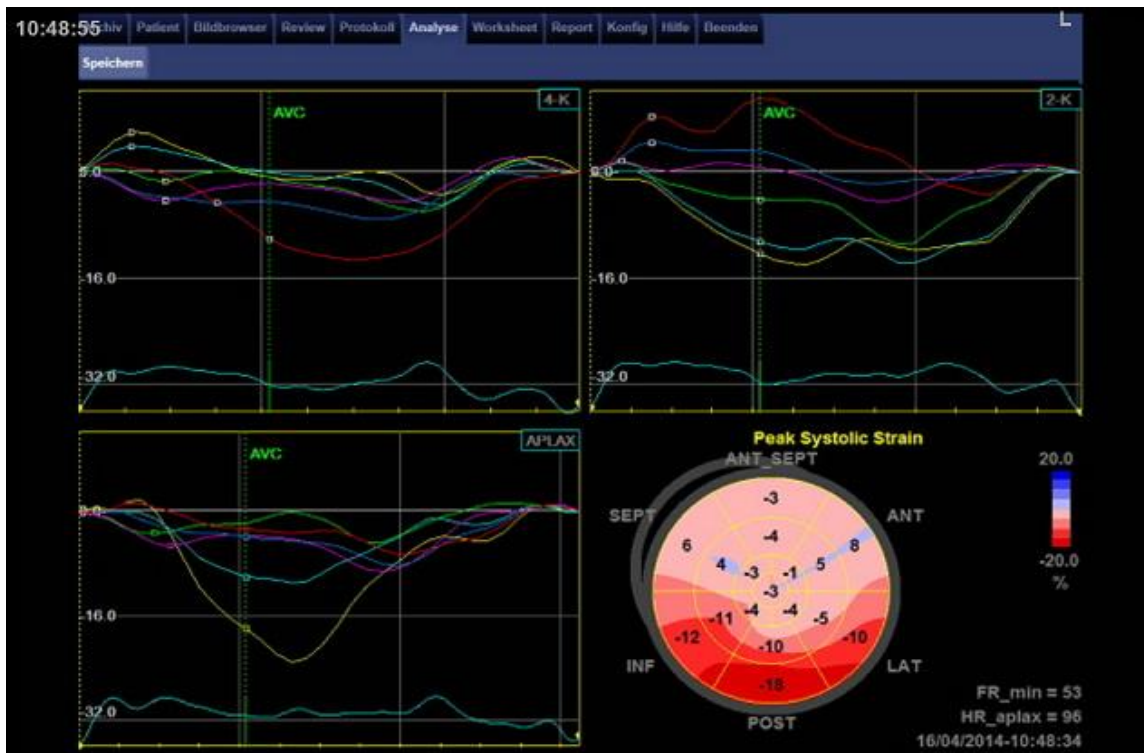 10:48:55
Archiv Patient Bildbrowser Review Protokoll Analyse Worksheet Report Konfig Hilfe Beenden
L
Speichern
4-K
AVC
0.0
-16.0
-32.0
2-K
AVC
0.0
-16.0
-32.0
APLAX
AVC
0.0
-16.0
-32.0
Peak Systolic Strain
ANT_SEPT
SEPT
ANT
INF
LAT
POST
-3
6
-4
8
4
-3
-1
5
-3
-4
-4
-11
-5
-12
-10
-10
-18
20.0
-20.0
%
FR_min = 53
HR_aplax = 96
16/04/2014-10:48:34